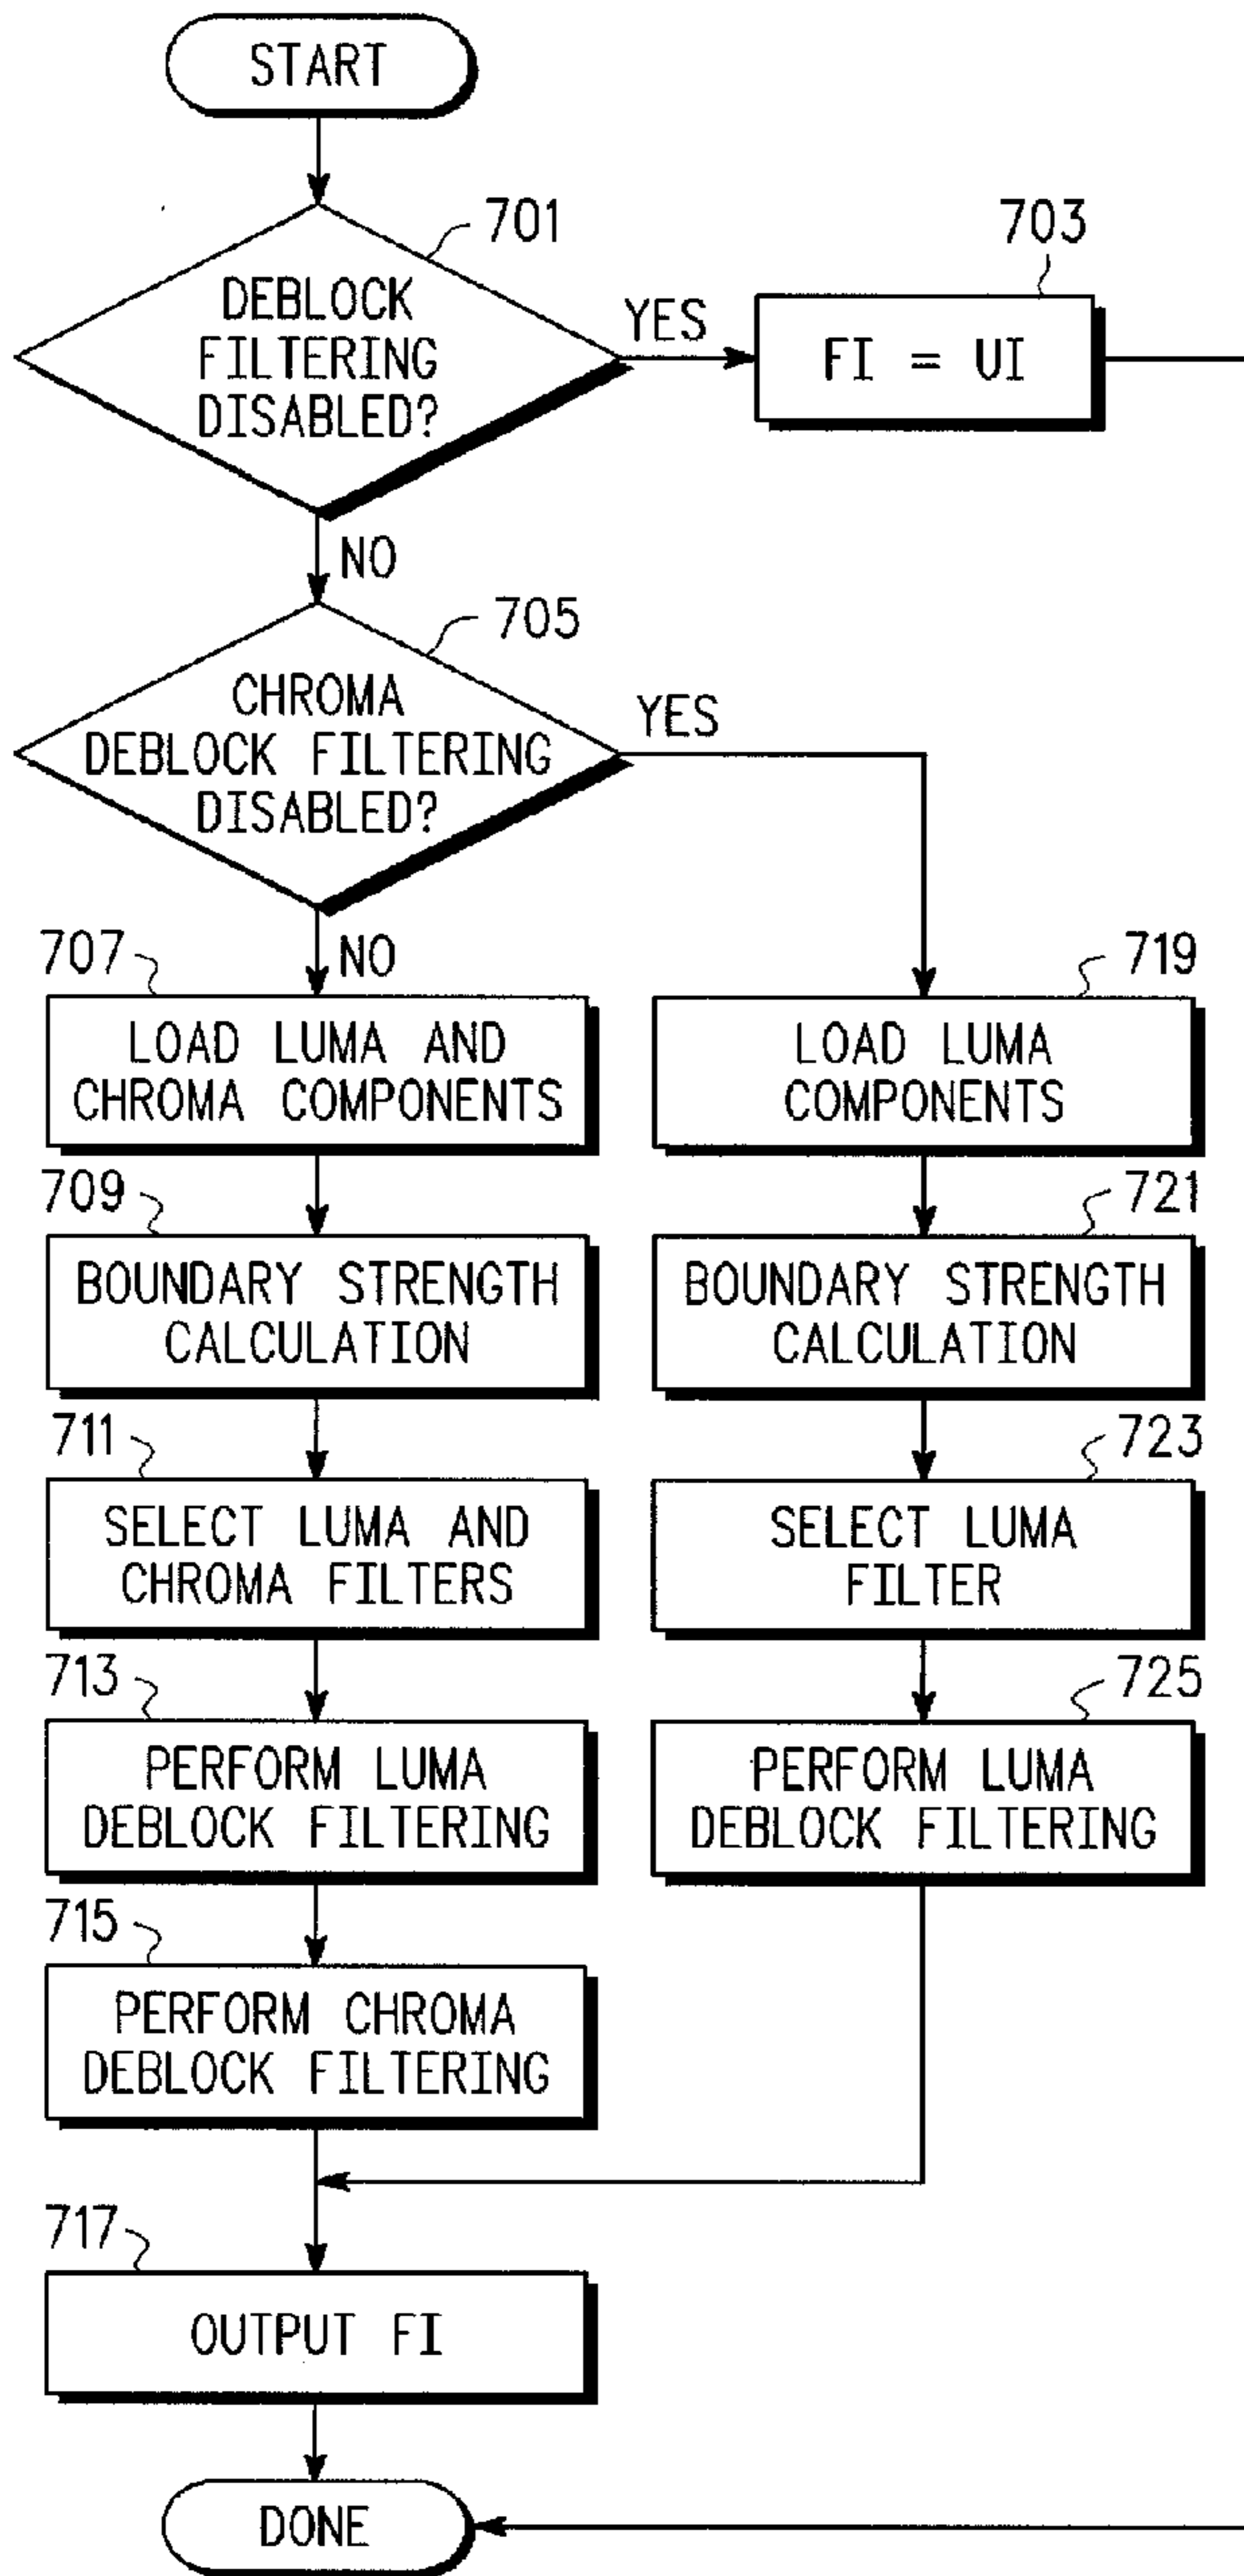 START
701
DEBLOCK
FILTERING
DISABLED?
YES
703
FI = UI
NO
705
CHROMA
DEBLOCK FILTERING
DISABLED?
YES
NO
707
LOAD LUMA AND
CHROMA COMPONENTS
709
BOUNDARY STRENGTH
CALCULATION
711
SELECT LUMA AND
CHROMA FILTERS
713
PERFORM LUMA
DEBLOCK FILTERING
715
PERFORM CHROMA
DEBLOCK FILTERING
719
LOAD LUMA
COMPONENTS
721
BOUNDARY STRENGTH
CALCULATION
723
SELECT LUMA
FILTER
725
PERFORM LUMA
DEBLOCK FILTERING
717
OUTPUT FI
DONE